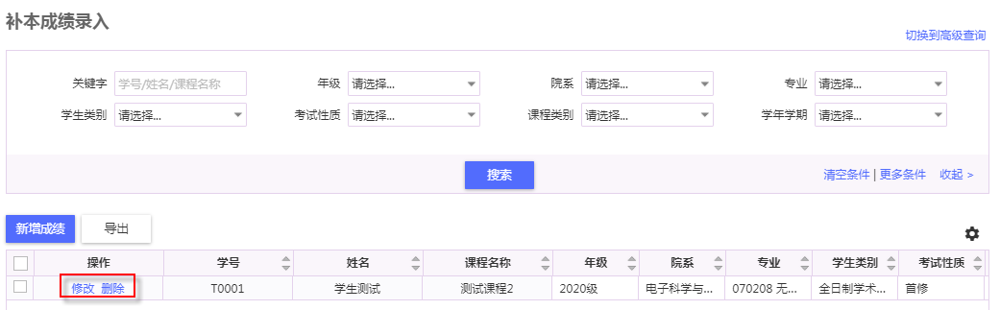 补本成绩录入
切换到高级查询
关键字 学号/姓名/课程名称 年级 请选择... 院系 请选择... 专业 请选择...
学生类别 请选择... 考试性质 请选择... 课程类别 请选择... 学年学期 请选择...
搜索 清空条件 | 更多条件 收起 >
新增成绩 导出
操作 学号 姓名 课程名称 年级 院系 专业 学生类别 考试性质
修改 删除 T0001 学生测试 测试课程2 2020级 电子科学与... 070208 无... 全日制学术... 首修